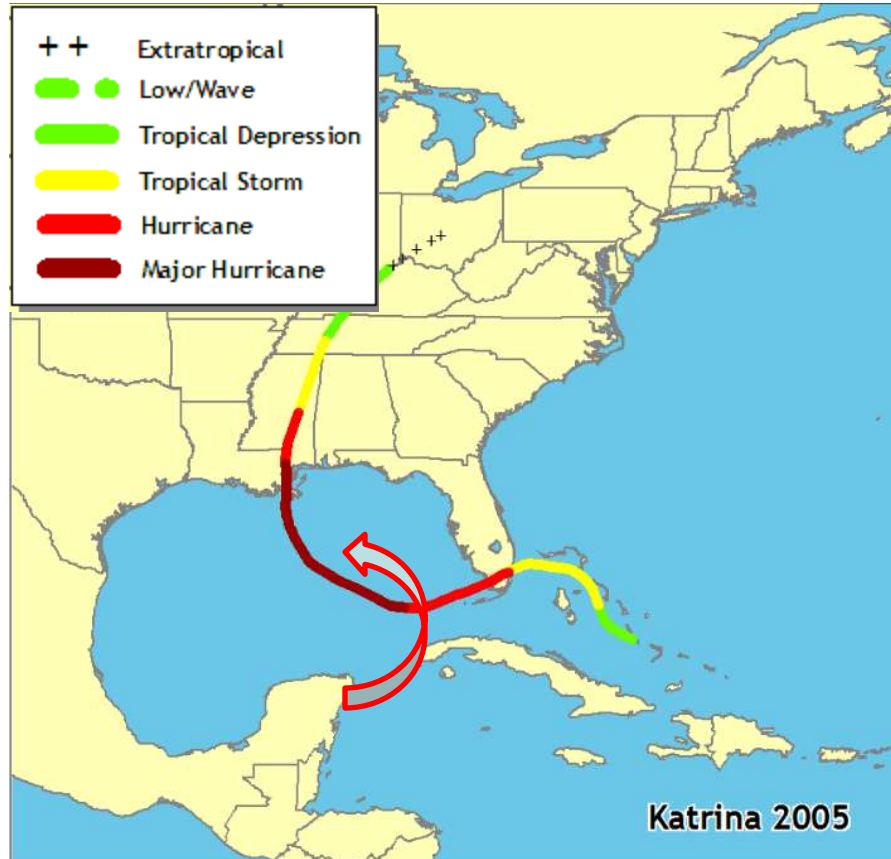 ++ Extratropical
Low/Wave
Tropical Depression
Tropical Storm
Hurricane
Major Hurricane
Katrina 2005